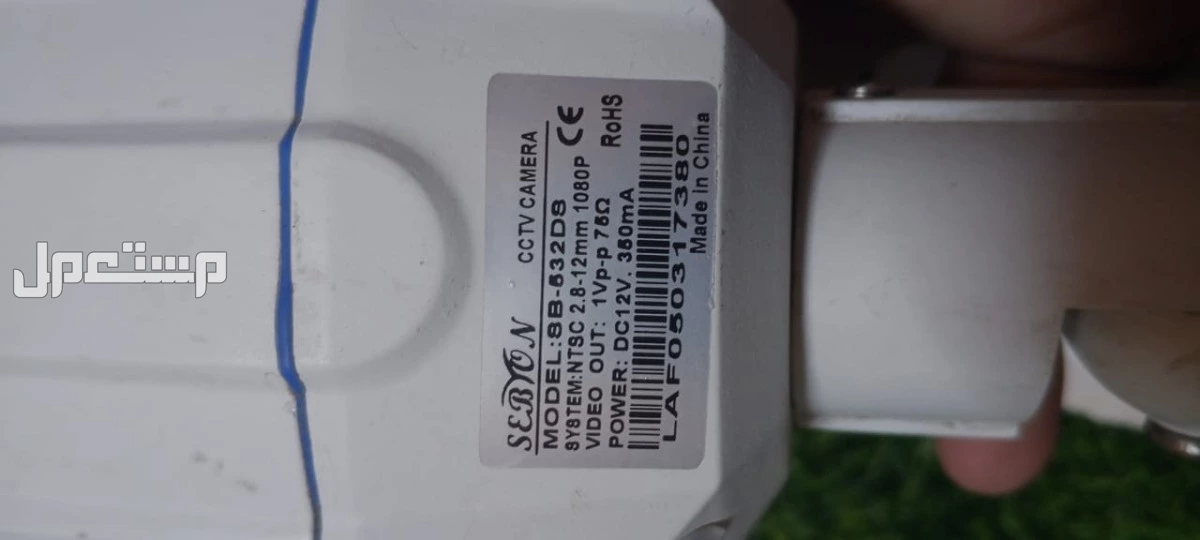 SEBYON CCTV CAMERA
MODEL:SB-532DS
SYSTEM:NTSC 2.8-12mm 1080P CE
VIDEO OUT: 1Vp-p 75Ω RoHS
POWER: DC12V. 350mA
LAF050317380
Made in China
مستعمل